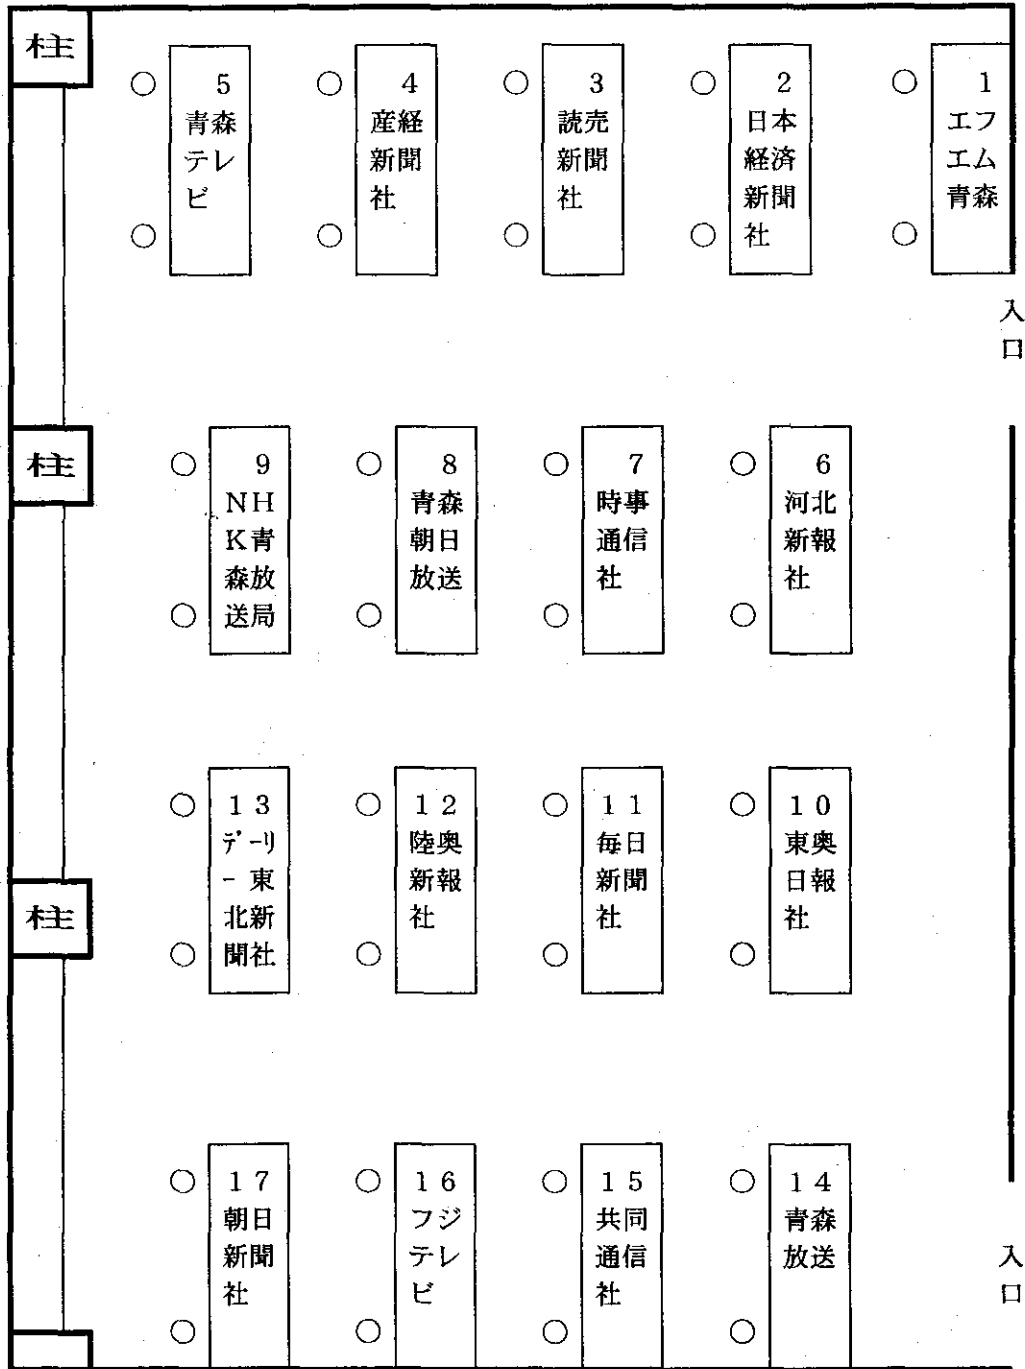 柱
5
青森
テレ
ビ
4
産経
新聞
社
3
読売
新聞
社
2
日本
経済
新聞
社
1
エフ
エム
青森
入
口
柱
9
NH
K青
森放
送局
8
青森
朝日
放送
7
時事
通信
社
6
河北
新報
社
13
デーリ
ー東
北新
聞社
12
陸奥
新報
社
11
毎日
新聞
社
10
東奥
日報
社
柱
17
朝日
新聞
社
16
フジ
テレ
ビ
15
共同
通信
社
14
青森
放送
入
口